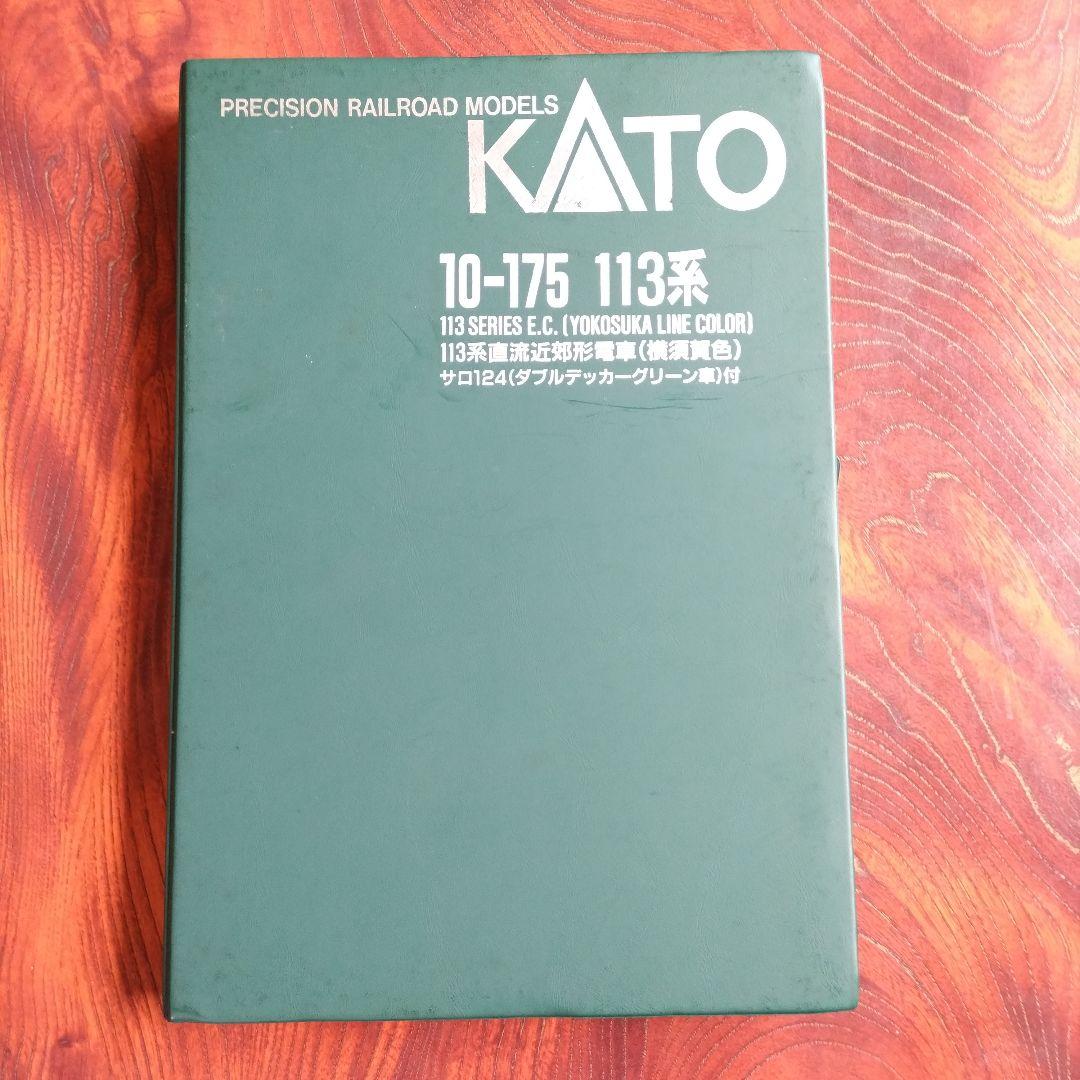 PRECISION RAILROAD MODELS
KATO
10-175 113系
113 SERIES E.C. (YOKOSUKA LINE COLOR)
113系直流近郊形電車(横須賀色)
サロ124(ダブルデッカーグリーン車)付